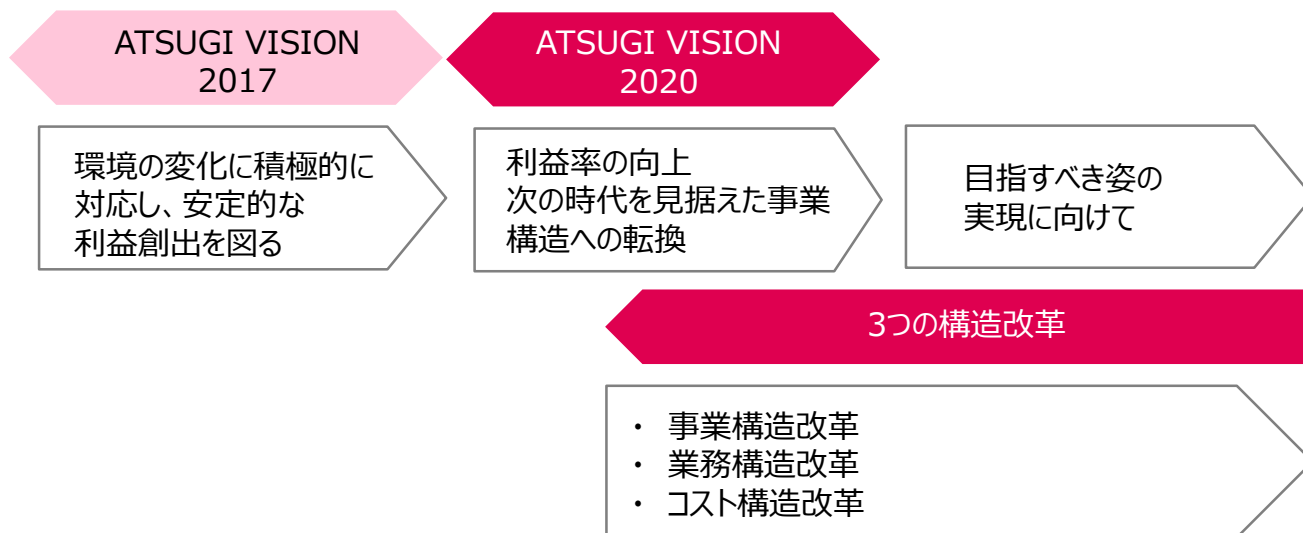 ATSUGI VISION
2017
ATSUGI VISION
2020
環境の変化に積極的に
対応し、安定的な
利益創出を図る
利益率の向上
次の時代を見据えた事業
構造への転換
目指すべき姿の
実現に向けて
3つの構造改革
・ 事業構造改革
・ 業務構造改革
・ コスト構造改革